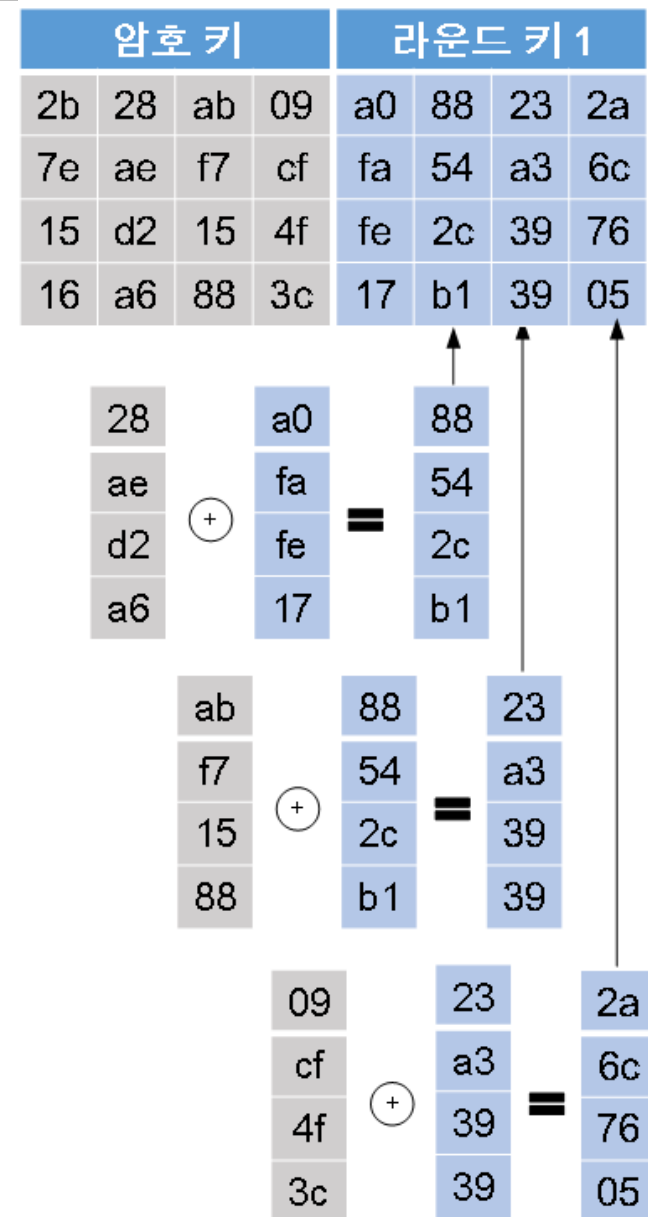 암호 키 라운드 키 1
2b 28 ab 09 a0 88 23 2a
7e ae f7 cf fa 54 a3 6c
15 d2 15 4f fe 2c 39 76
16 a6 88 3c 17 b1 39 05
28 a0 88
ae fa 54
+ =
d2 fe 2c
a6 17 b1
ab 88 23
f7 54 a3
+ =
15 2c 39
88 b1 39
09 23 2a
cf a3 6c
+ =
4f 39 76
3c 39 05